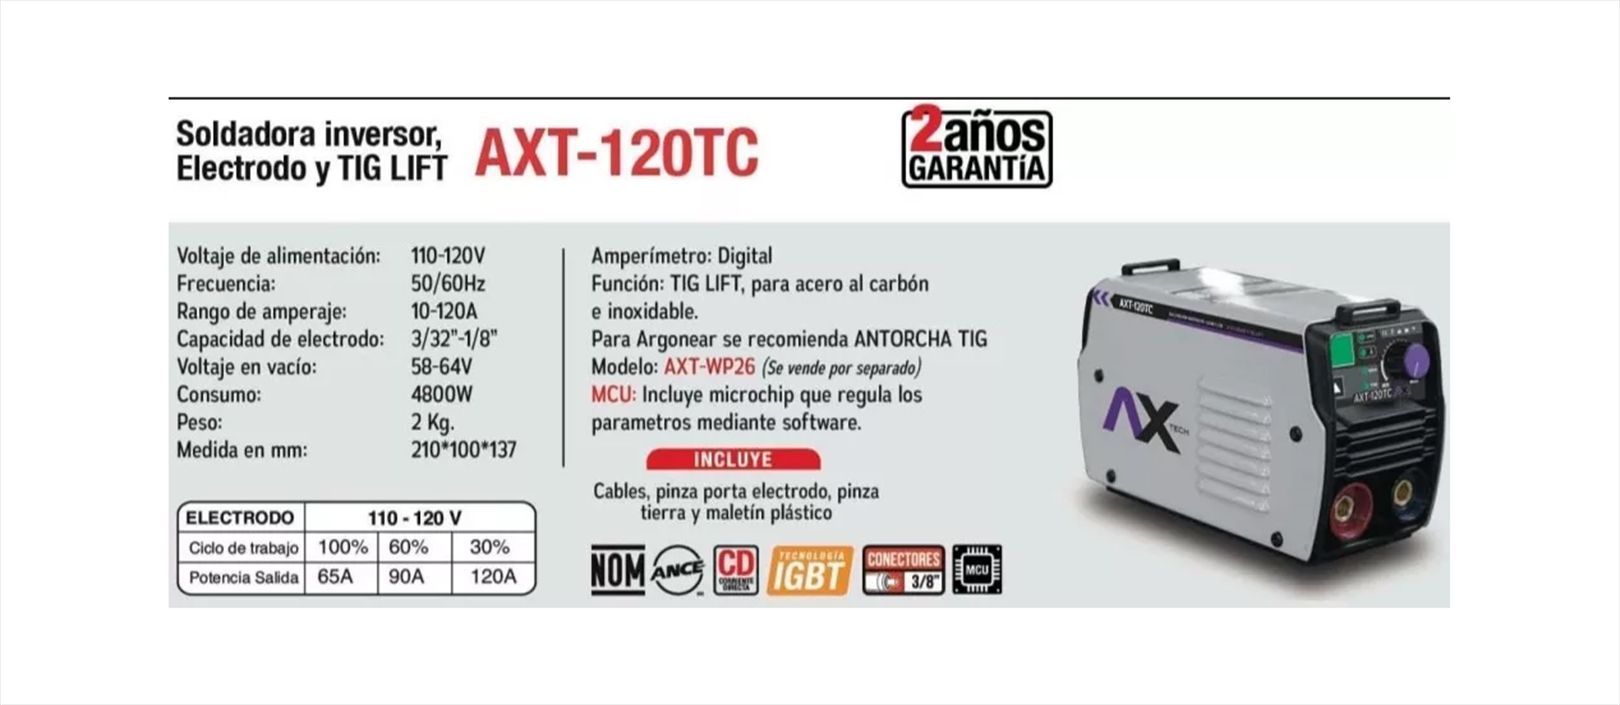 Soldadora inversor,
Electrodo y TIG LIFT
AXT-120TC
2 años
GARANTíA
Voltaje de alimentación: 110-120V
Frecuencia: 50/60Hz
Rango de amperaje: 10-120A
Capacidad de electrodo: 3/32"-1/8"
Voltaje en vacío: 58-64V
Consumo: 4800W
Peso: 2 Kg.
Medida en mm: 210*100*137
ELECTRODO 110 - 120 V
Ciclo de trabajo 100% 60% 30%
Potencia Salida 65A 90A 120A
Amperímetro: Digital
Función: TIG LIFT, para acero al carbón
e inoxidable.
Para Argonear se recomienda ANTORCHA TIG
Modelo: AXT-WP26 (Se vende por separado)
MCU: Incluye microchip que regula los
parametros mediante software.
INCLUYE
Cables, pinza porta electrodo, pinza
tierra y maletín plástico
NOM
ANCE
CD
CORRIENTE
DIRECTA
TECNOLOGÍA
IGBT
CONECTORES
3/8"
MCU
AXT-120TC
AX
TECH
AXT-120TC